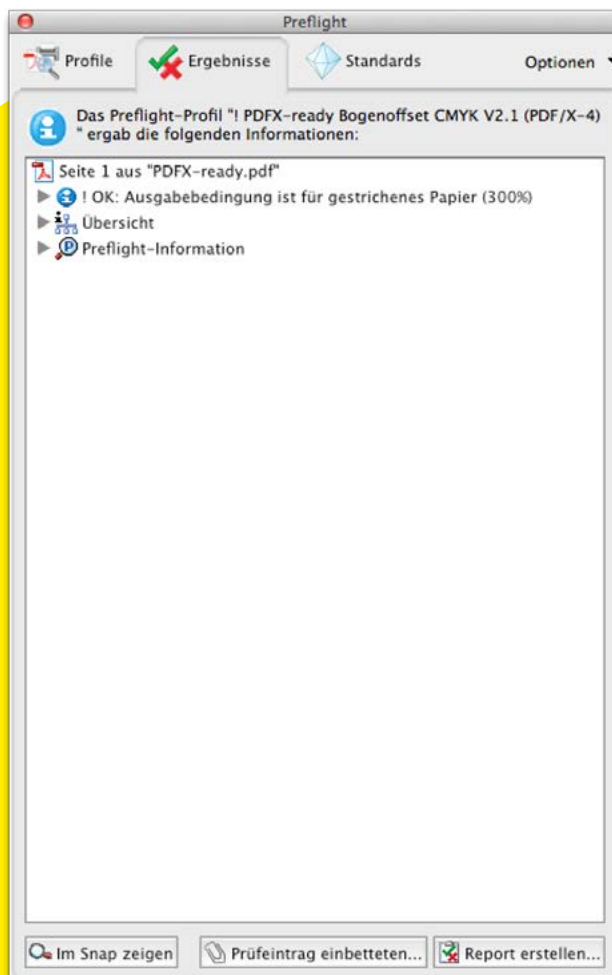 Preflight
Profile
Ergebnisse
Standards
Optionen
Das Preflight-Profil "! PDFX-ready Bogenoffset CMYK V2.1 (PDF/X-4)
" ergab die folgenden Informationen:
Seite 1 aus "PDFX-ready.pdf"
! OK: Ausgabebedingung ist für gestrichenes Papier (300%)
Übersicht
Preflight-Information
Im Snap zeigen
Prüfeintrag einbetteten...
Report erstellen...